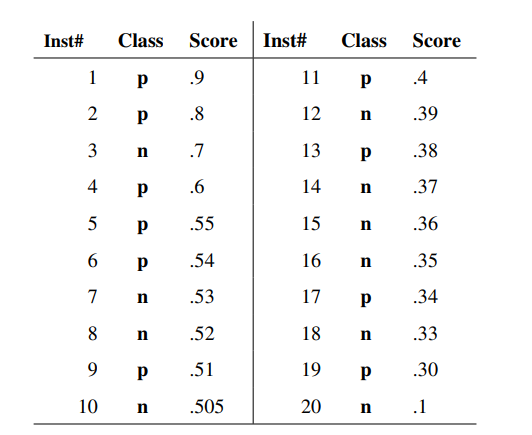 Inst# Class Score Inst# Class Score
1 p .9 11 p .4
2 p .8 12 n .39
3 n .7 13 p .38
4 p .6 14 n .37
5 p .55 15 n .36
6 p .54 16 n .35
7 n .53 17 p .34
8 n .52 18 n .33
9 p .51 19 p .30
10 n .505 20 n .1